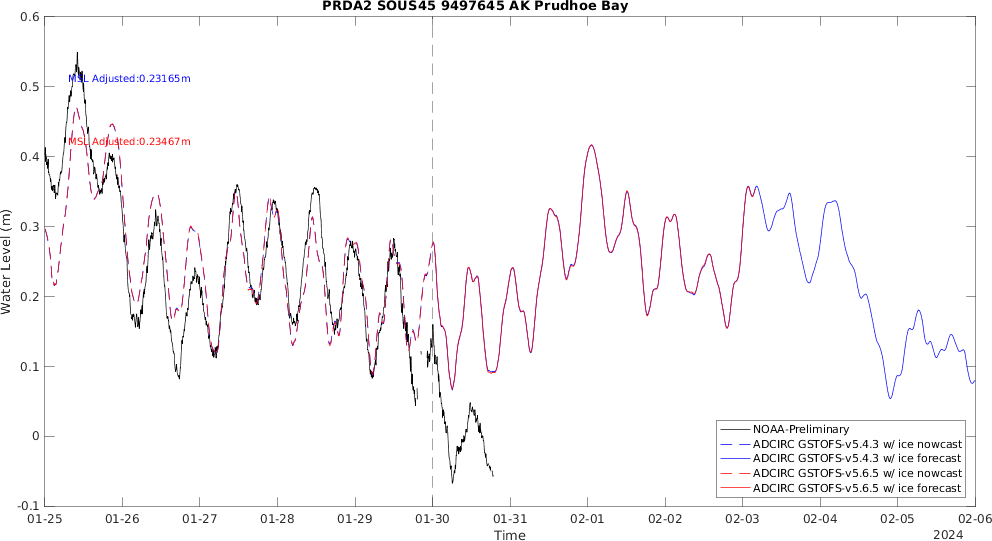 PRDA2 SOUS45 9497645 AK Prudhoe Bay
0.6
0.5
0.4
0.3
0.2
0.1
0
-0.1
Water Level (m)
MSL Adjusted:0.23165m
MSL Adjusted:0.23467m
NOAA-Preliminary
ADCIRC GSTOFS-v5.4.3 w/ ice nowcast
ADCIRC GSTOFS-v5.4.3 w/ ice forecast
ADCIRC GSTOFS-v5.6.5 w/ ice nowcast
ADCIRC GSTOFS-v5.6.5 w/ ice forecast
01-25 01-26 01-27 01-28 01-29 01-30 01-31 02-01 02-02 02-03 02-04 02-05 02-06
Time
2024